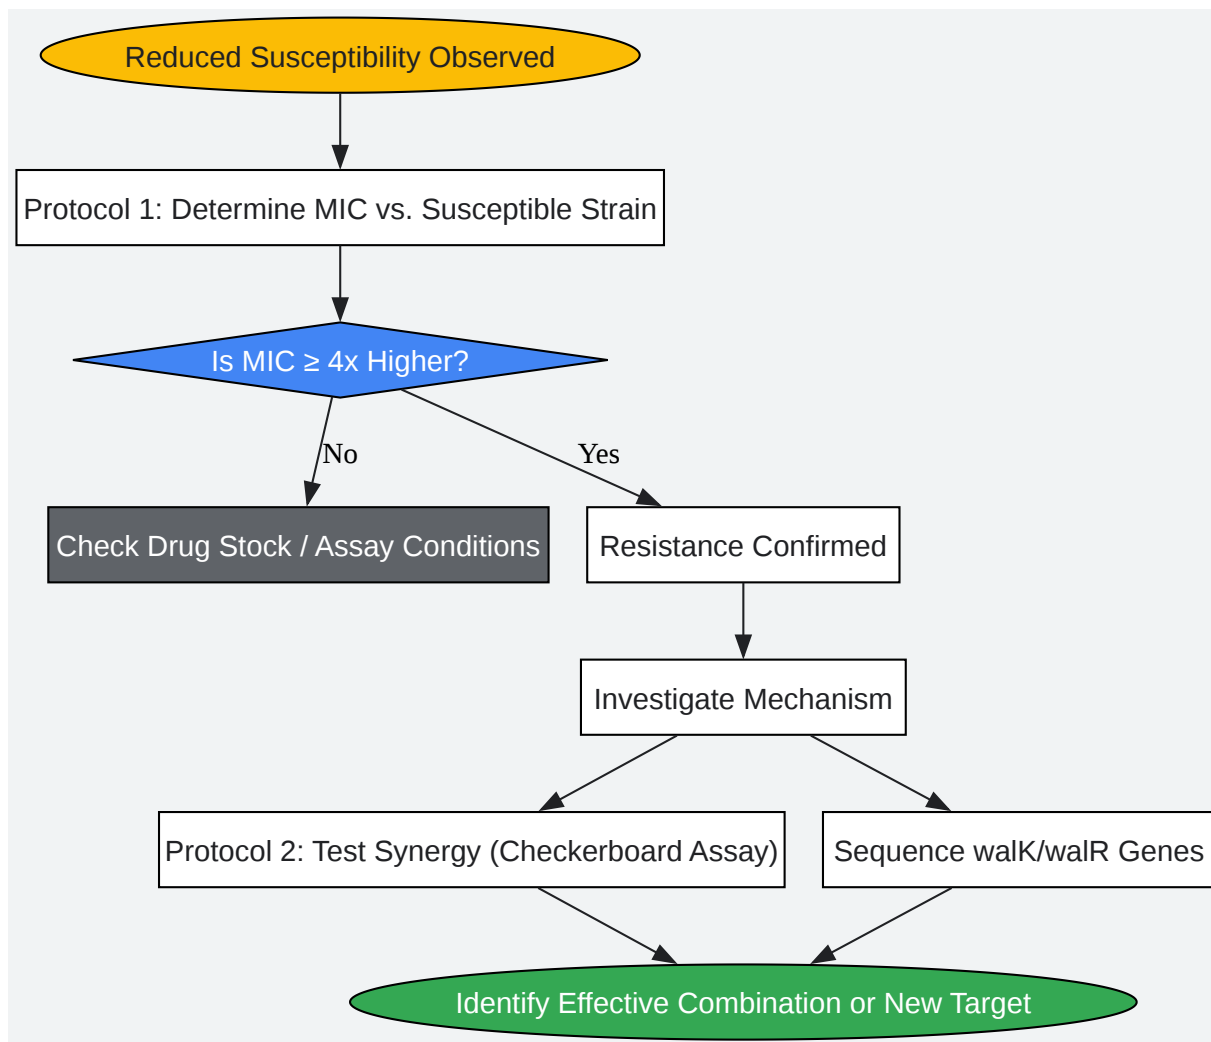 Reduced Susceptibility Observed
Protocol 1: Determine MIC vs. Susceptible Strain
Is MIC ≥ 4x Higher?
No
Yes
Check Drug Stock / Assay Conditions
Resistance Confirmed
Investigate Mechanism
Protocol 2: Test Synergy (Checkerboard Assay)
Sequence walK/walR Genes
Identify Effective Combination or New Target